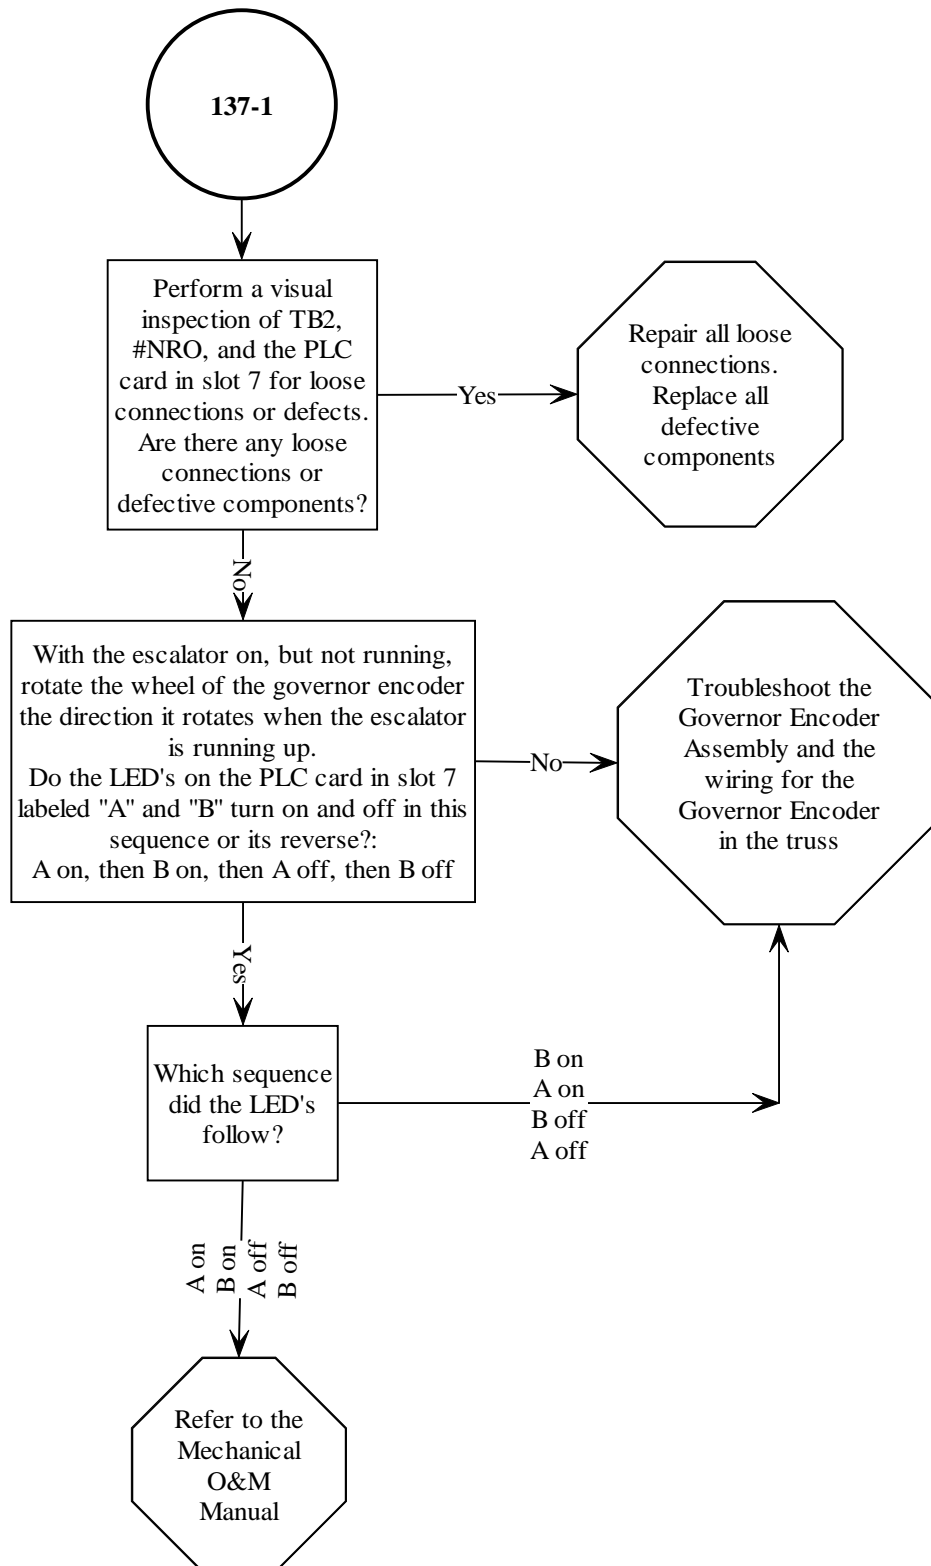 137-1
Perform a visual
inspection of TB2,
#NRO, and the PLC
card in slot 7 for loose
connections or defects.
Are there any loose
connections or
defective components?
Yes
Repair all loose
connections.
Replace all
defective
components
No
With the escalator on, but not running,
rotate the wheel of the governor encoder
the direction it rotates when the escalator
is running up.
Do the LED's on the PLC card in slot 7
labeled "A" and "B" turn on and off in this
sequence or its reverse?:
A on, then B on, then A off, then B off
No
Troubleshoot the
Governor Encoder
Assembly and the
wiring for the
Governor Encoder
in the truss
Yes
Which sequence
did the LED's
follow?
B on
A on
B off
A off
A on
B on
A off
B off
Refer to the
Mechanical
O&M
Manual